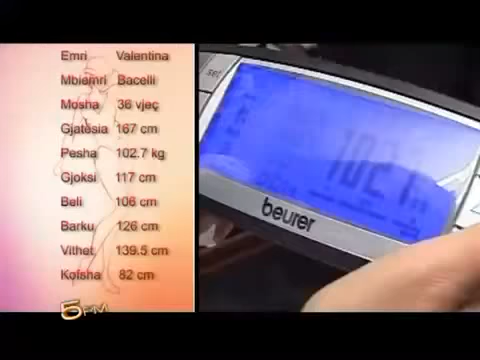 Emri Valentina
Mbiemri Bacelli
Mosha 36 vjeç
Gjatësia 167 cm
Pesha 102.7 kg
Gjoksi 117 cm
Beli 106 cm
Barku 126 cm
Vithet 139.5 cm
Kofsha 82 cm
5PM
set
beurer